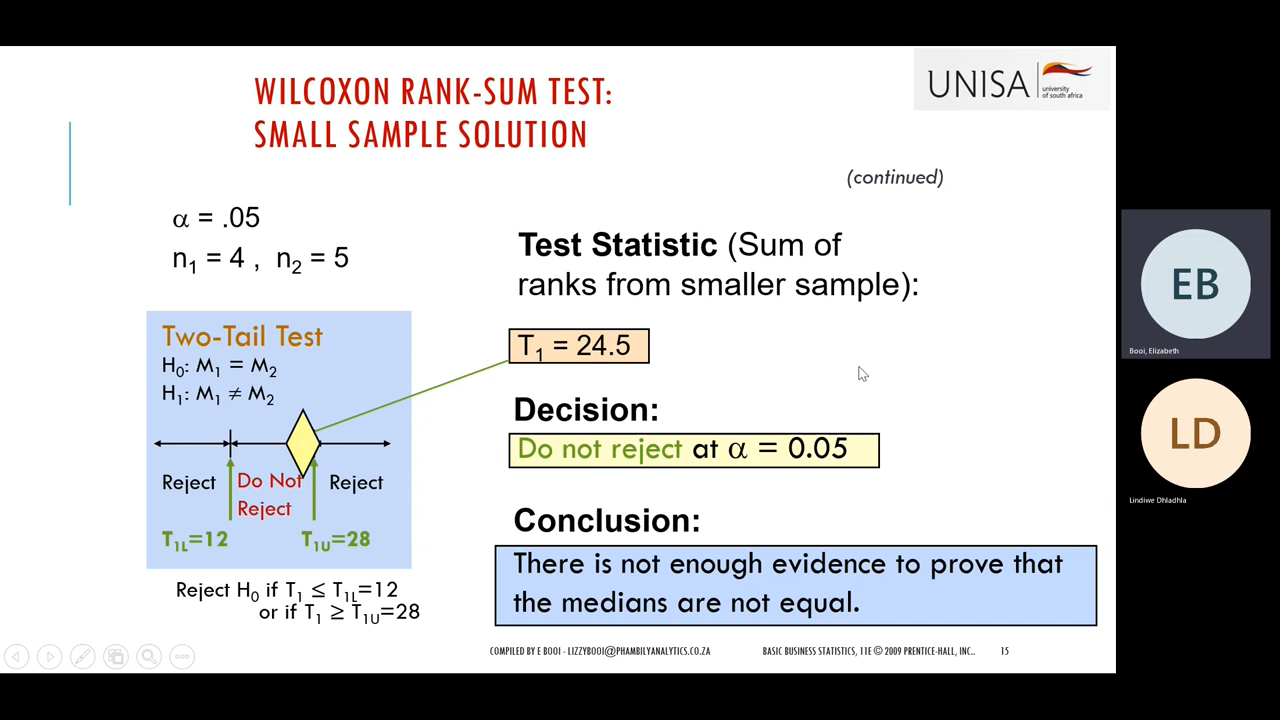 WILCOXON RANK-SUM TEST:
SMALL SAMPLE SOLUTION
UNISA
university
of south africa
(continued)
α = .05
n1 = 4 , n2 = 5
Test Statistic (Sum of
ranks from smaller sample):
Two-Tail Test
H0: M1 = M2
H1: M1 ≠ M2
T1 = 24.5
Decision:
Do not reject at α = 0.05
Reject
Do Not
Reject
Reject
T1L=12
T1U=28
Conclusion:
There is not enough evidence to prove that
the medians are not equal.
Reject H0 if T1 ≤ T1L=12
or if T1 ≥ T1U=28
COMPILED BY E BOOI - LIZZYBOOI@PHAMBILYANALYTICS.CO.ZA
BASIC BUSINESS STATISTICS, 11E © 2009 PRENTICE-HALL, INC..
15
EB
Booi, Elizabeth
LD
Lindiwe Dhladhla